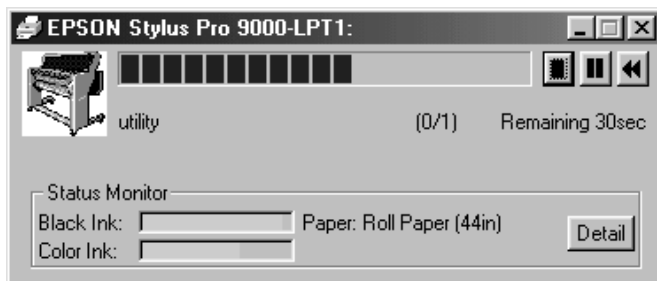 EPSON Stylus Pro 9000-LPT1:
utility (0/1) Remaining 30sec
Status Monitor
Black Ink: Paper: Roll Paper (44in)
Detail
Color Ink: